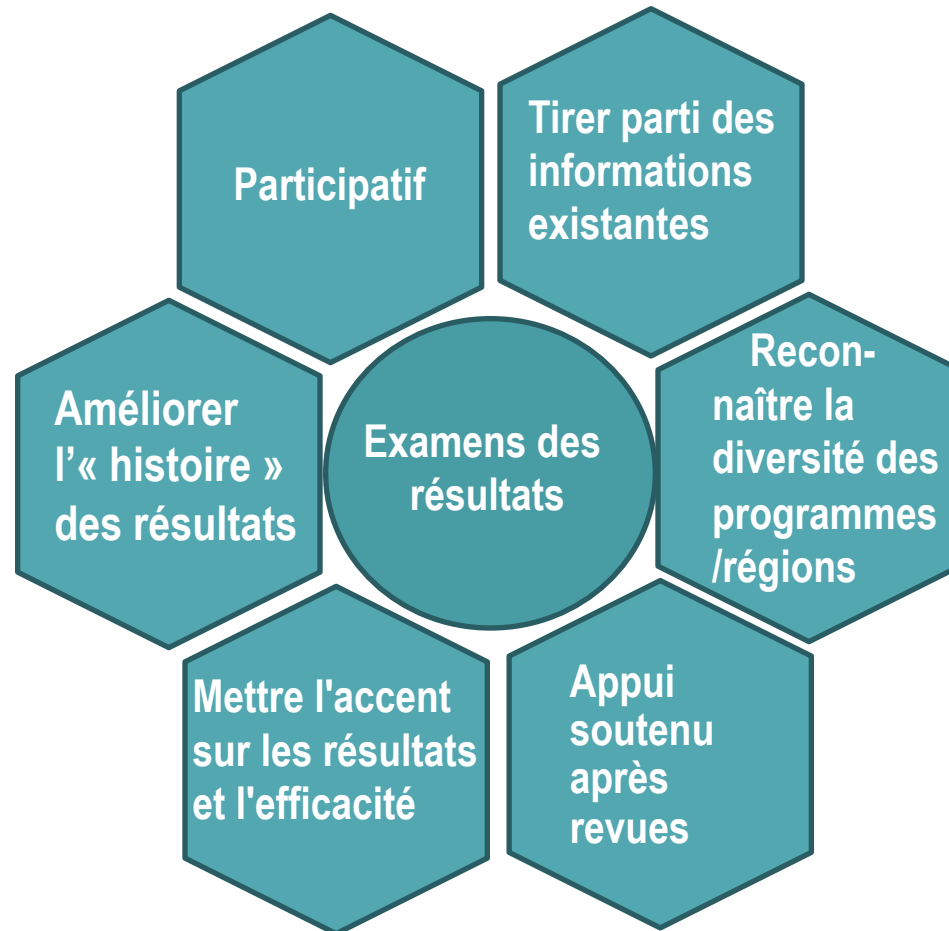 Participatif
Tirer parti des
informations
existantes
Recon-
naître la
diversité des
programmes
/régions
Améliorer
l'« histoire »
des résultats
Examens des
résultats
Mettre l'accent
sur les résultats
et l'efficacité
Appui
soutenu
après
revues